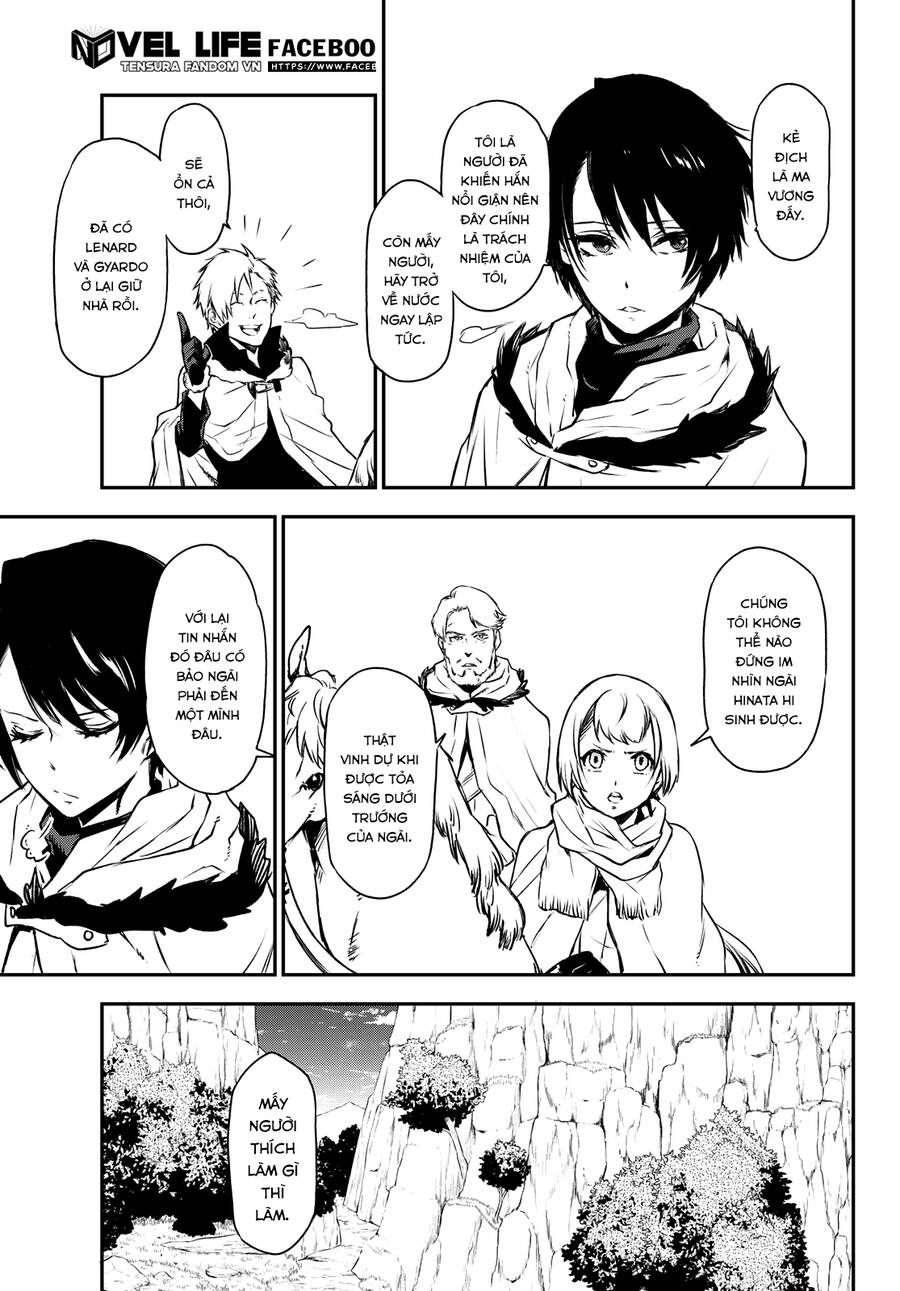 NOVEL LIFE FACEBOO
TENSURA FANDOM VN HTTPS://WWW.FACEB
KẺ
ĐỊCH
LÀ MA
VƯƠNG
ĐẤY.
TÔI LÀ
NGƯỜI ĐÃ
KHIẾN HẮN
NỔI GIẬN NÊN
ĐÂY CHÍNH
LÀ TRÁCH
NHIỆM CỦA
TÔI,
CÒN MẤY
NGƯỜI,
HÃY TRỞ
VỀ NƯỚC
NGAY LẬP
TỨC.
SẼ
ỔN CẢ
THÔI,
ĐÃ CÓ
LENARD
VÀ GYARDO
Ở LẠI GIỮ
NHÀ RỒI.
CHÚNG
TÔI KHÔNG
THỂ NÀO
ĐỨNG IM
NHÌN NGÀI
HINATA HI
SINH ĐƯỢC.
THẬT
VINH DỰ KHI
ĐƯỢC TỎA
SÁNG DƯỚI
TRƯỚNG
CỦA NGÀI.
VỚI LẠI
TIN NHẮN
ĐÓ ĐÂU CÓ
BẢO NGÀI
PHẢI ĐẾN
MỘT MÌNH
ĐÂU.
MẤY
NGƯỜI
THÍCH
LÀM GÌ
THÌ
LÀM.